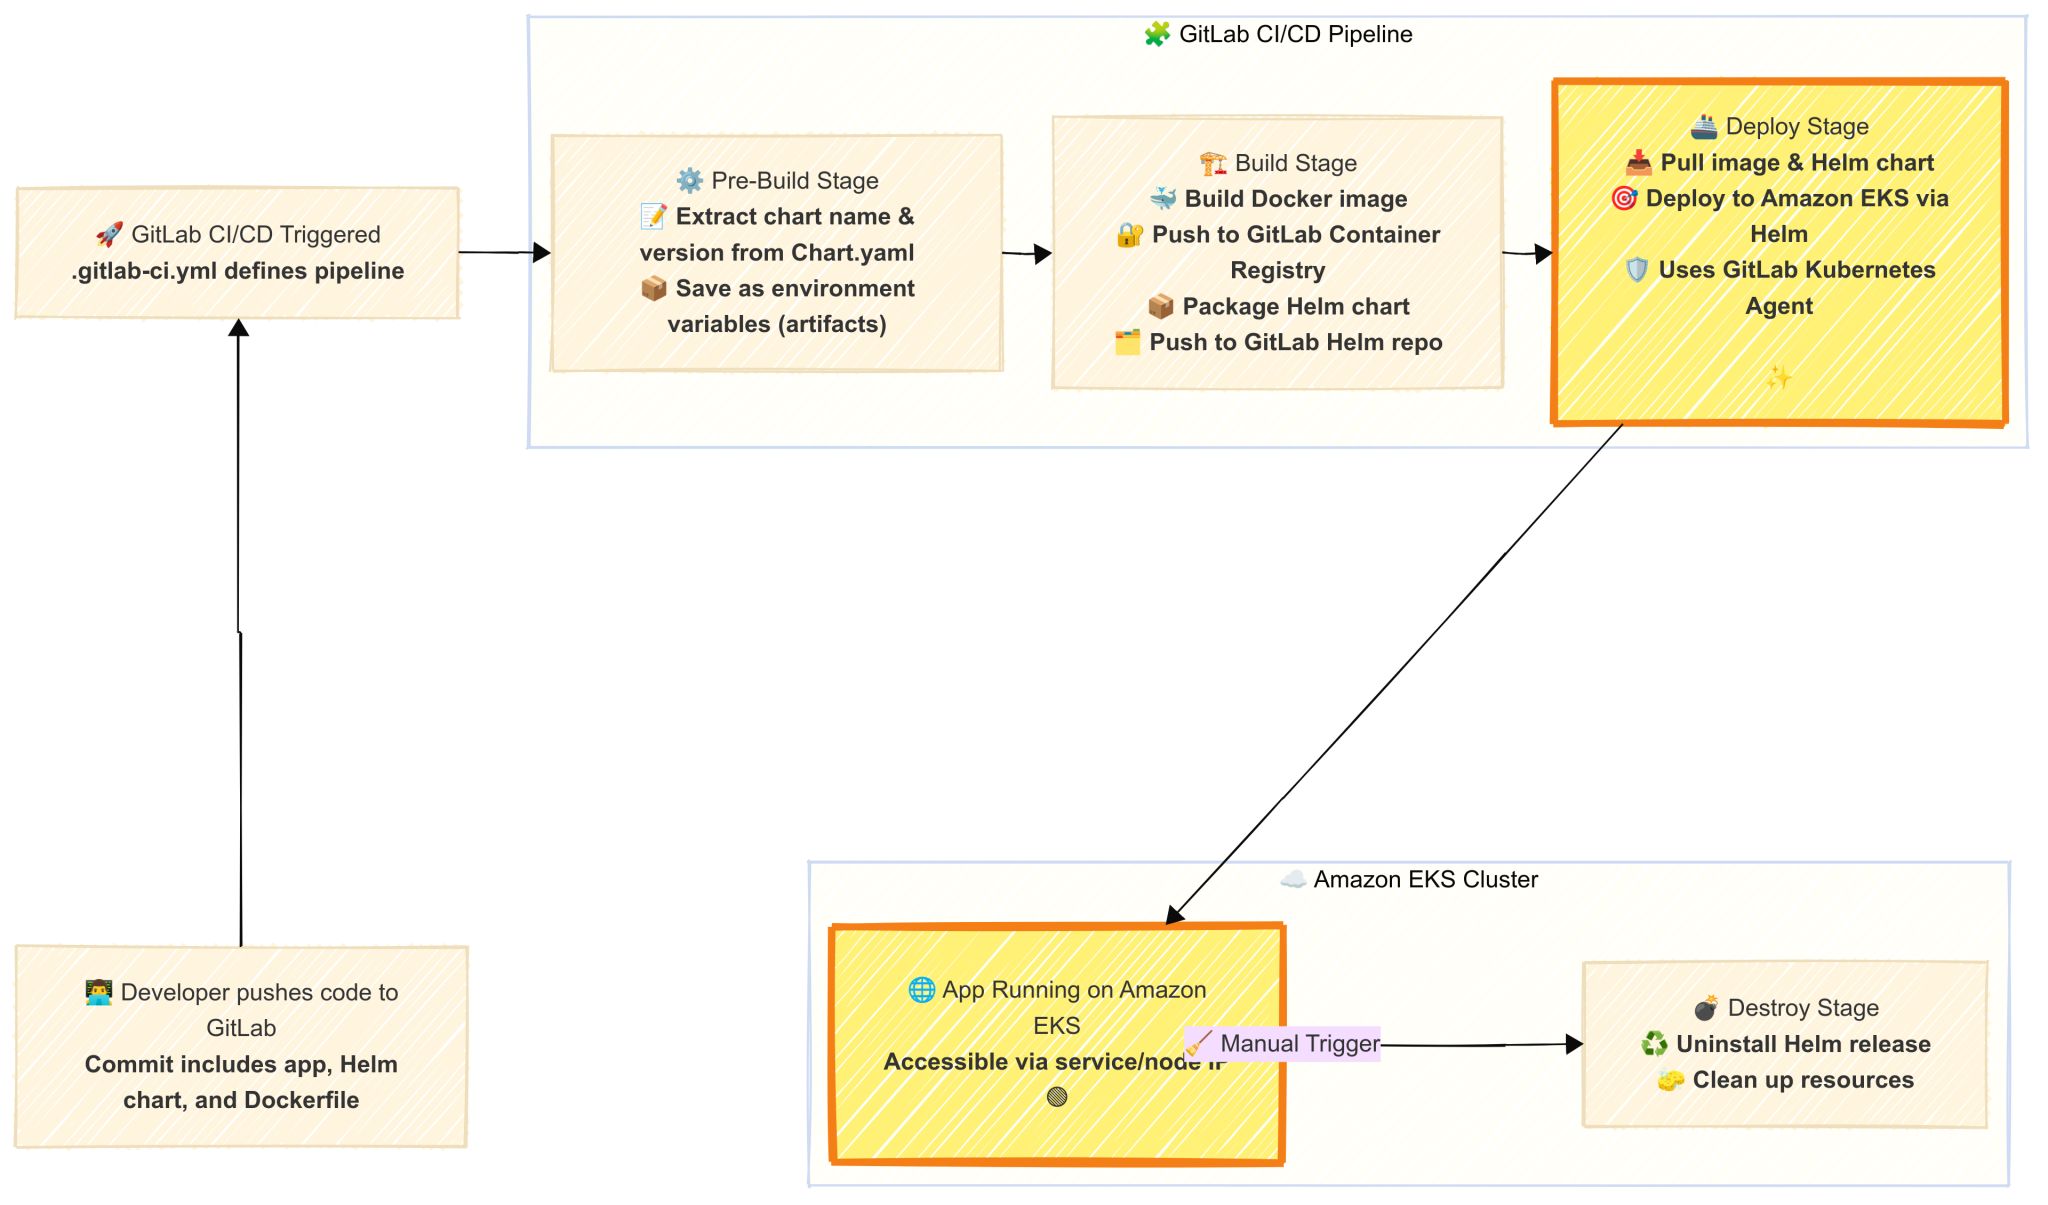 🧩 GitLab CI/CD Pipeline
🚀 GitLab CI/CD Triggered
.gitlab-ci.yml defines pipeline
⚙️ Pre-Build Stage
📝 Extract chart name &
version from Chart.yaml
📦 Save as environment
variables (artifacts)
🏗️ Build Stage
🐳 Build Docker image
🔐 Push to GitLab Container
Registry
📦 Package Helm chart
🗂️ Push to GitLab Helm repo
🚢 Deploy Stage
📥 Pull image & Helm chart
🎯 Deploy to Amazon EKS via
Helm
🛡️ Uses GitLab Kubernetes
Agent
✨
👨‍💻 Developer pushes code to
GitLab
Commit includes app, Helm
chart, and Dockerfile
☁️ Amazon EKS Cluster
🌐 App Running on Amazon
EKS
Accessible via service/node IP
🧹 Manual Trigger
💣 Destroy Stage
♻️ Uninstall Helm release
🧽 Clean up resources